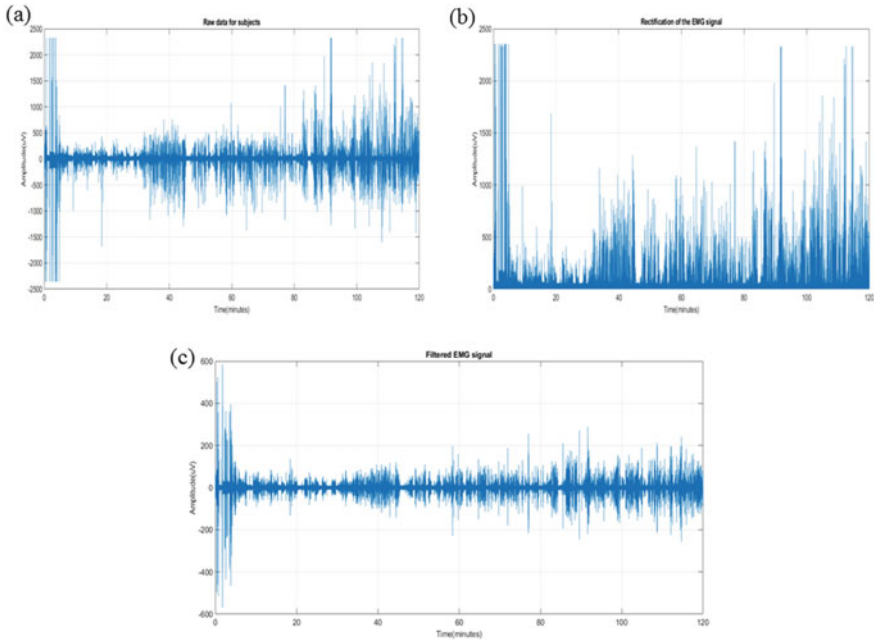 (a)
Raw data for subjects
2500
2000
1500
1000
500
0
-500
-1000
-1500
-2000
-2500
0 20 40 60 80 100 120
Amplitude(uV)
Time(minutes)
(b)
Rectification of the EMG signal
2500
2000
1500
1000
500
0
0 20 40 60 80 100 120
Amplitude(uV)
Time(minutes)
(c)
Filtered EMG signal
600
400
200
0
-200
-400
-600
0 20 40 60 80 100 120
Amplitude(uV)
Time(minutes)